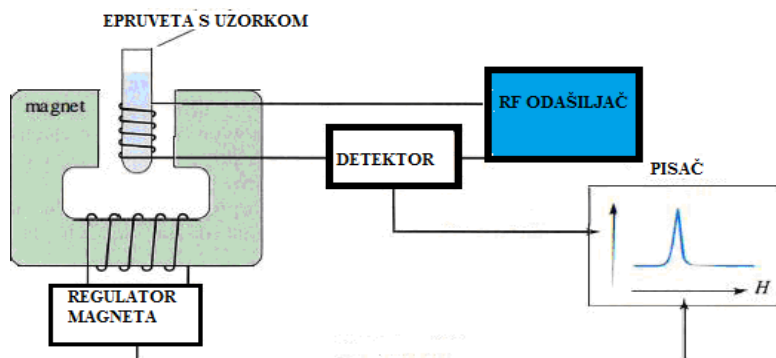 EPRUVETA S UZORKOM
magnet
RF ODAŠILJAČ
DETEKTOR
PISAČ
H
REGULATOR
MAGNETA